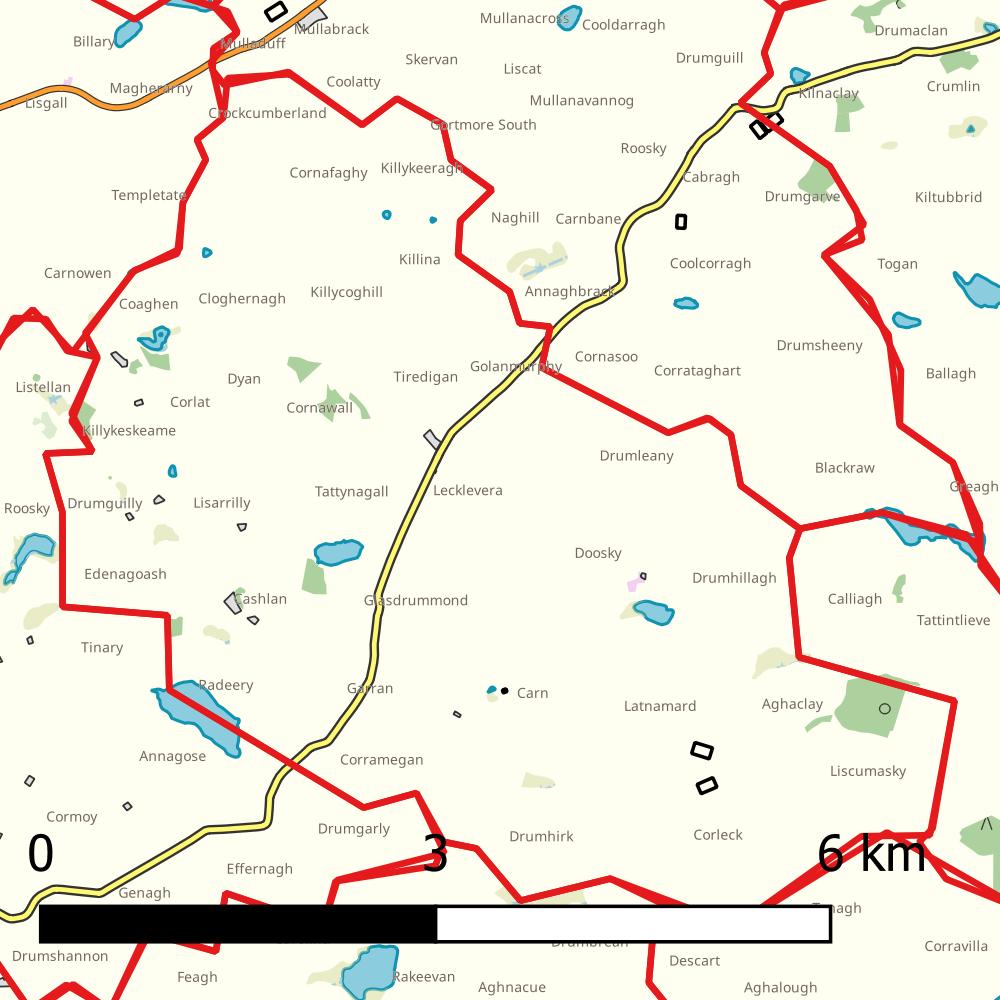 Mullanacross
Cooldarragh
Mullabrack
Drumaclan
Billary
Mulladuff
Skervan
Drumguill
Liscat
Coolatty
Magherarny
Crumlin
Kilnaclay
Mullanavannog
Lisgall
Crockcumberland
Gortmore South
Roosky
Killykeeragh
Cornafaghy
Cabragh
Templetate
Drumgarve
Kiltubbrid
Naghill
Carnbane
Killina
Coolcorragh
Togan
Carnowen
Annaghbrack
Killycoghill
Cloghernagh
Coaghen
Drumsheeny
Cornasoo
Golanmurphy
Corrataghart
Ballagh
Tiredigan
Dyan
Listellan
Corlat
Cornawall
Killykeskeame
Drumleany
Blackraw
Greagh
Lecklevera
Tattynagall
Lisarrilly
Drumguilly
Roosky
Doosky
Edenagoash
Drumhillagh
Cashlan
Glasdrummond
Calliagh
Tattintlieve
Tinary
Radeery
Garran
Carn
Latnamard
Aghaclay
Annagose
Corramegan
Liscumasky
Cormoy
Drumgarly
Drumhirk
Corleck
0 3 6 km
Effernagh
Genagh
Drumshannon
Descart
Corravilla
Feagh
Rakeevan
Aghnacue
Aghalough